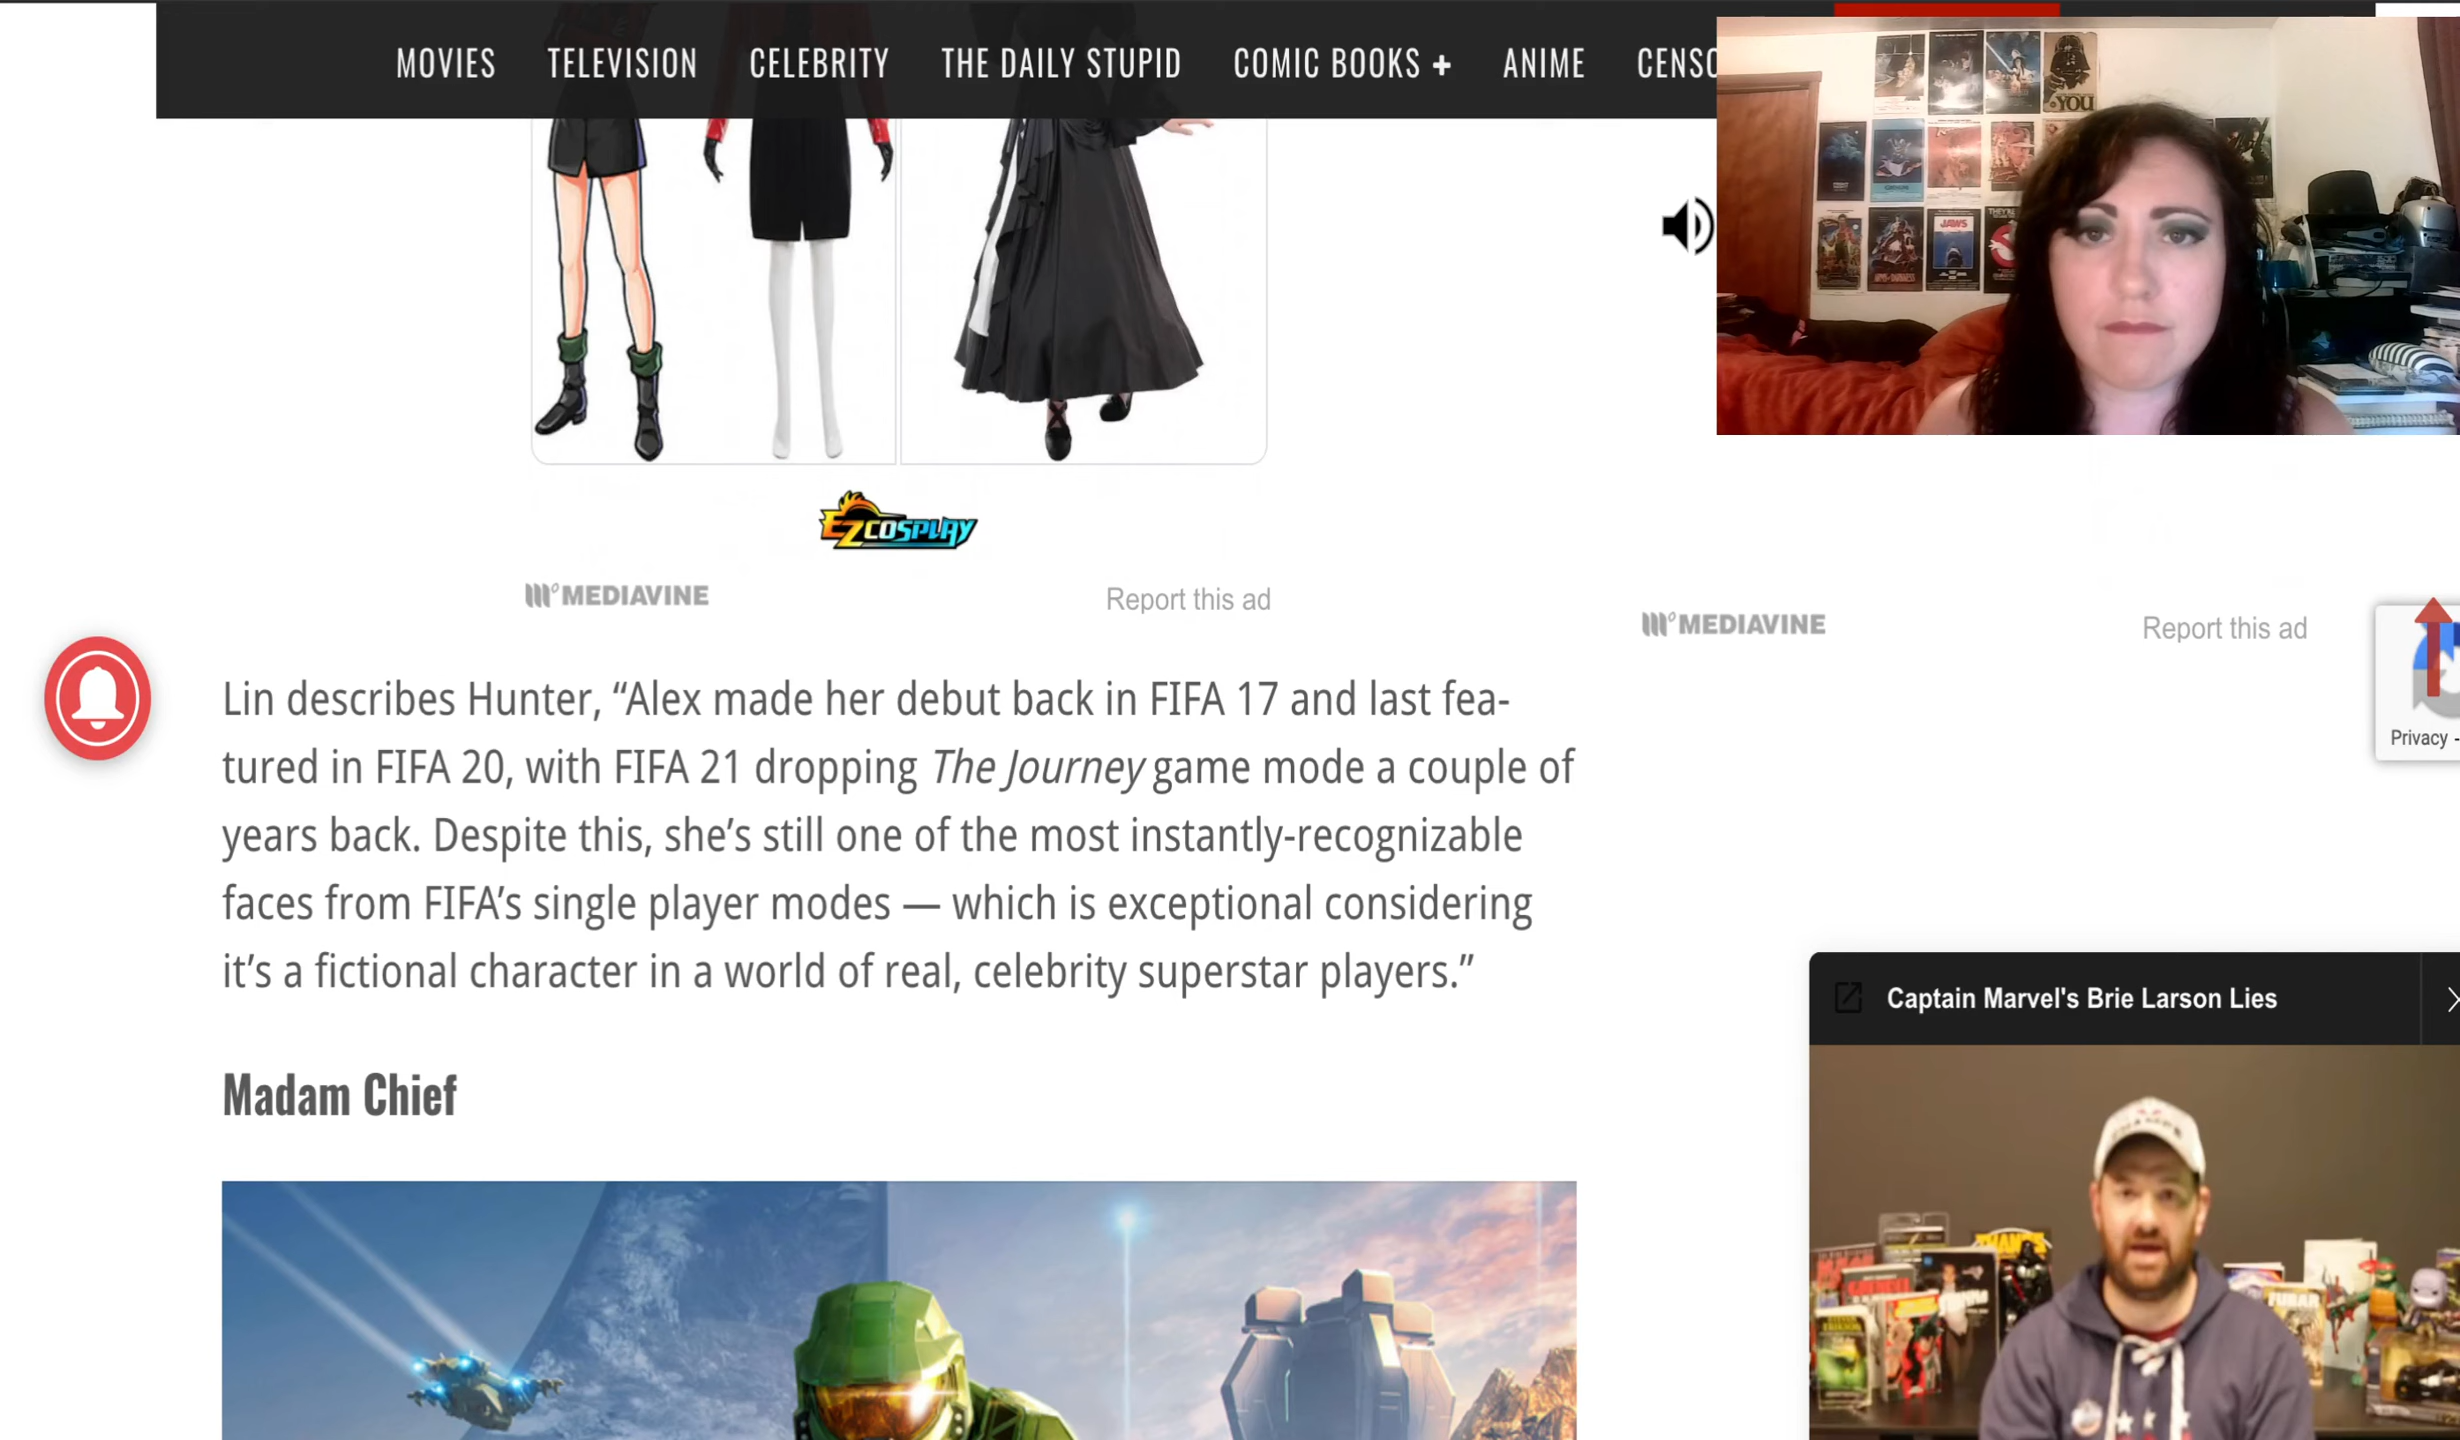 MOVIES TELEVISION CELEBRITY THE DAILY STUPID COMIC BOOKS + ANIME CENSO
YOU
JAWS
EZCOSPLAY
MEDIAVINE Report this ad
MEDIAVINE Report this ad
Privacy -
Lin describes Hunter, “Alex made her debut back in FIFA 17 and last fea-
tured in FIFA 20, with FIFA 21 dropping The Journey game mode a couple of
years back. Despite this, she’s still one of the most instantly-recognizable
faces from FIFA’s single player modes — which is exceptional considering
it’s a fictional character in a world of real, celebrity superstar players.”
Madam Chief
Captain Marvel's Brie Larson Lies